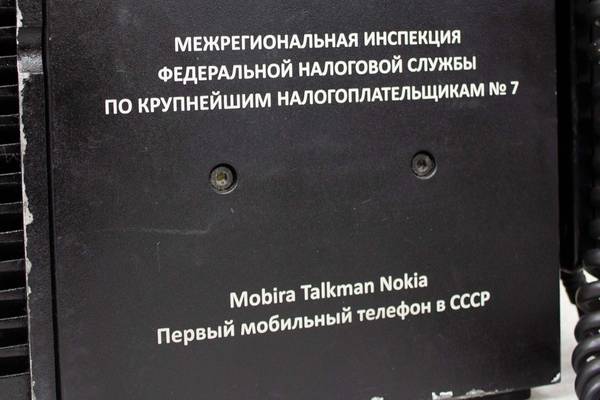 МЕЖРЕГИОНАЛЬНАЯ ИНСПЕКЦИЯ
ФЕДЕРАЛЬНОЙ НАЛОГОВОЙ СЛУЖБЫ
ПО КРУПНЕЙШИМ НАЛОГОПЛАТЕЛЬЩИКАМ № 7
Mobira Talkman Nokia
Первый мобильный телефон в СССР